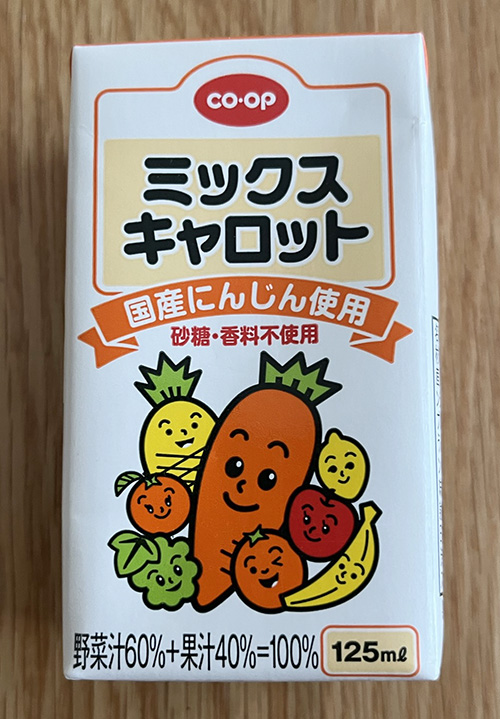 CO·OP
ミックス
キャロット
国産にんじん使用
砂糖・香料不使用
野菜汁60%+果汁40%=100%
125mℓ